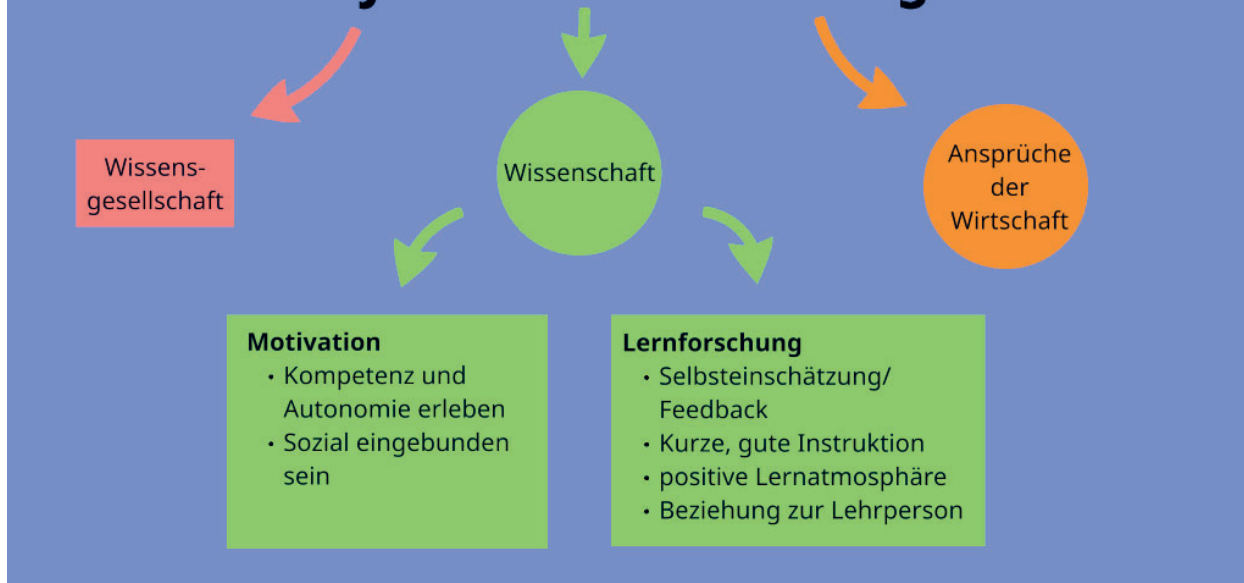 Wissens-
gesellschaft
Wissenschaft
Ansprüche
der
Wirtschaft
Motivation
• Kompetenz und
Autonomie erleben
• Sozial eingebunden
sein
Lernforschung
• Selbsteinschätzung/
Feedback
• Kurze, gute Instruktion
• positive Lernatmosphäre
• Beziehung zur Lehrperson